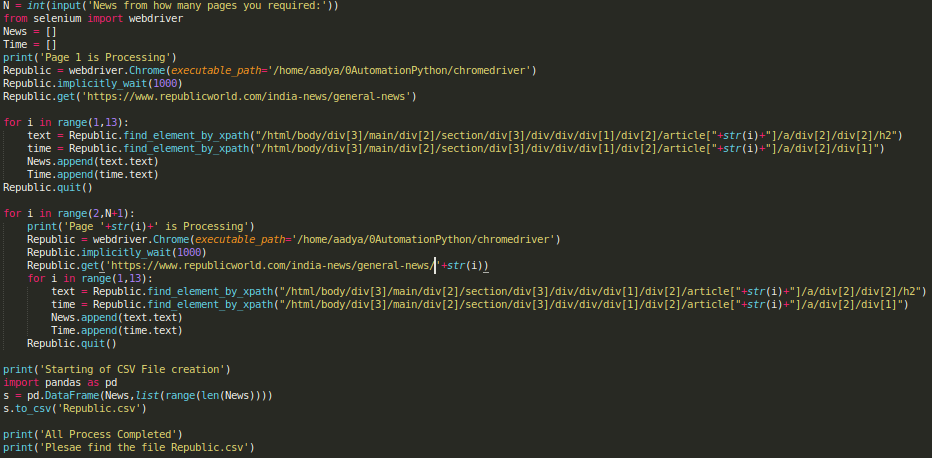 N = int(input('News from how many pages you required:'))
from selenium import webdriver
News = []
Time = []
print('Page 1 is Processing')
Republic = webdriver.Chrome(executable_path='/home/aadya/0AutomationPython/chromedriver')
Republic.implicitly_wait(1000)
Republic.get('https://www.republicworld.com/india-news/general-news')
for i in range(1,13):
    text = Republic.find_element_by_xpath("/html/body/div[3]/main/div[2]/section/div[3]/div/div/div[1]/div[2]/article["+str(i)+"]/a/div[2]/div[2]/h2")
    time = Republic.find_element_by_xpath("/html/body/div[3]/main/div[2]/section/div[3]/div/div/div[1]/div[2]/article["+str(i)+"]/a/div[2]/div[1]")
    News.append(text.text)
    Time.append(time.text)
Republic.quit()
for i in range(2,N+1):
    print('Page '+str(i)+' is Processing')
    Republic = webdriver.Chrome(executable_path='/home/aadya/0AutomationPython/chromedriver')
    Republic.implicitly_wait(1000)
    Republic.get('https://www.republicworld.com/india-news/general-news/'+str(i))
    for i in range(1,13):
        text = Republic.find_element_by_xpath("/html/body/div[3]/main/div[2]/section/div[3]/div/div/div[1]/div[2]/article["+str(i)+"]/a/div[2]/div[2]/h2")
        time = Republic.find_element_by_xpath("/html/body/div[3]/main/div[2]/section/div[3]/div/div/div[1]/div[2]/article["+str(i)+"]/a/div[2]/div[1]")
        News.append(text.text)
        Time.append(time.text)
    Republic.quit()
print('Starting of CSV File creation')
import pandas as pd
s = pd.DataFrame(News,list(range(len(News))))
s.to_csv('Republic.csv')
print('All Process Completed')
print('Plesae find the file Republic.csv')